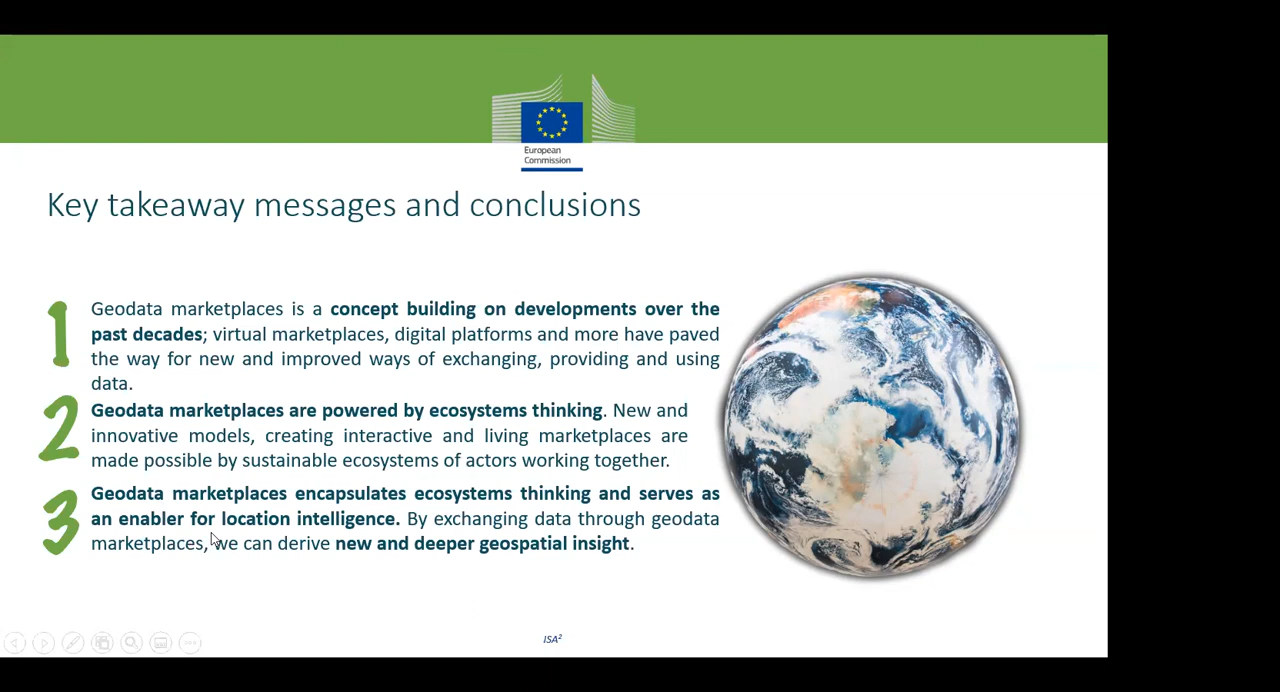 European
Commission
Key takeaway messages and conclusions
1
Geodata marketplaces is a concept building on developments over the
past decades; virtual marketplaces, digital platforms and more have paved
the way for new and improved ways of exchanging, providing and using
data.
2
Geodata marketplaces are powered by ecosystems thinking. New and
innovative models, creating interactive and living marketplaces are
made possible by sustainable ecosystems of actors working together.
3
Geodata marketplaces encapsulates ecosystems thinking and serves as
an enabler for location intelligence. By exchanging data through geodata
marketplaces, we can derive new and deeper geospatial insight.
ISA²